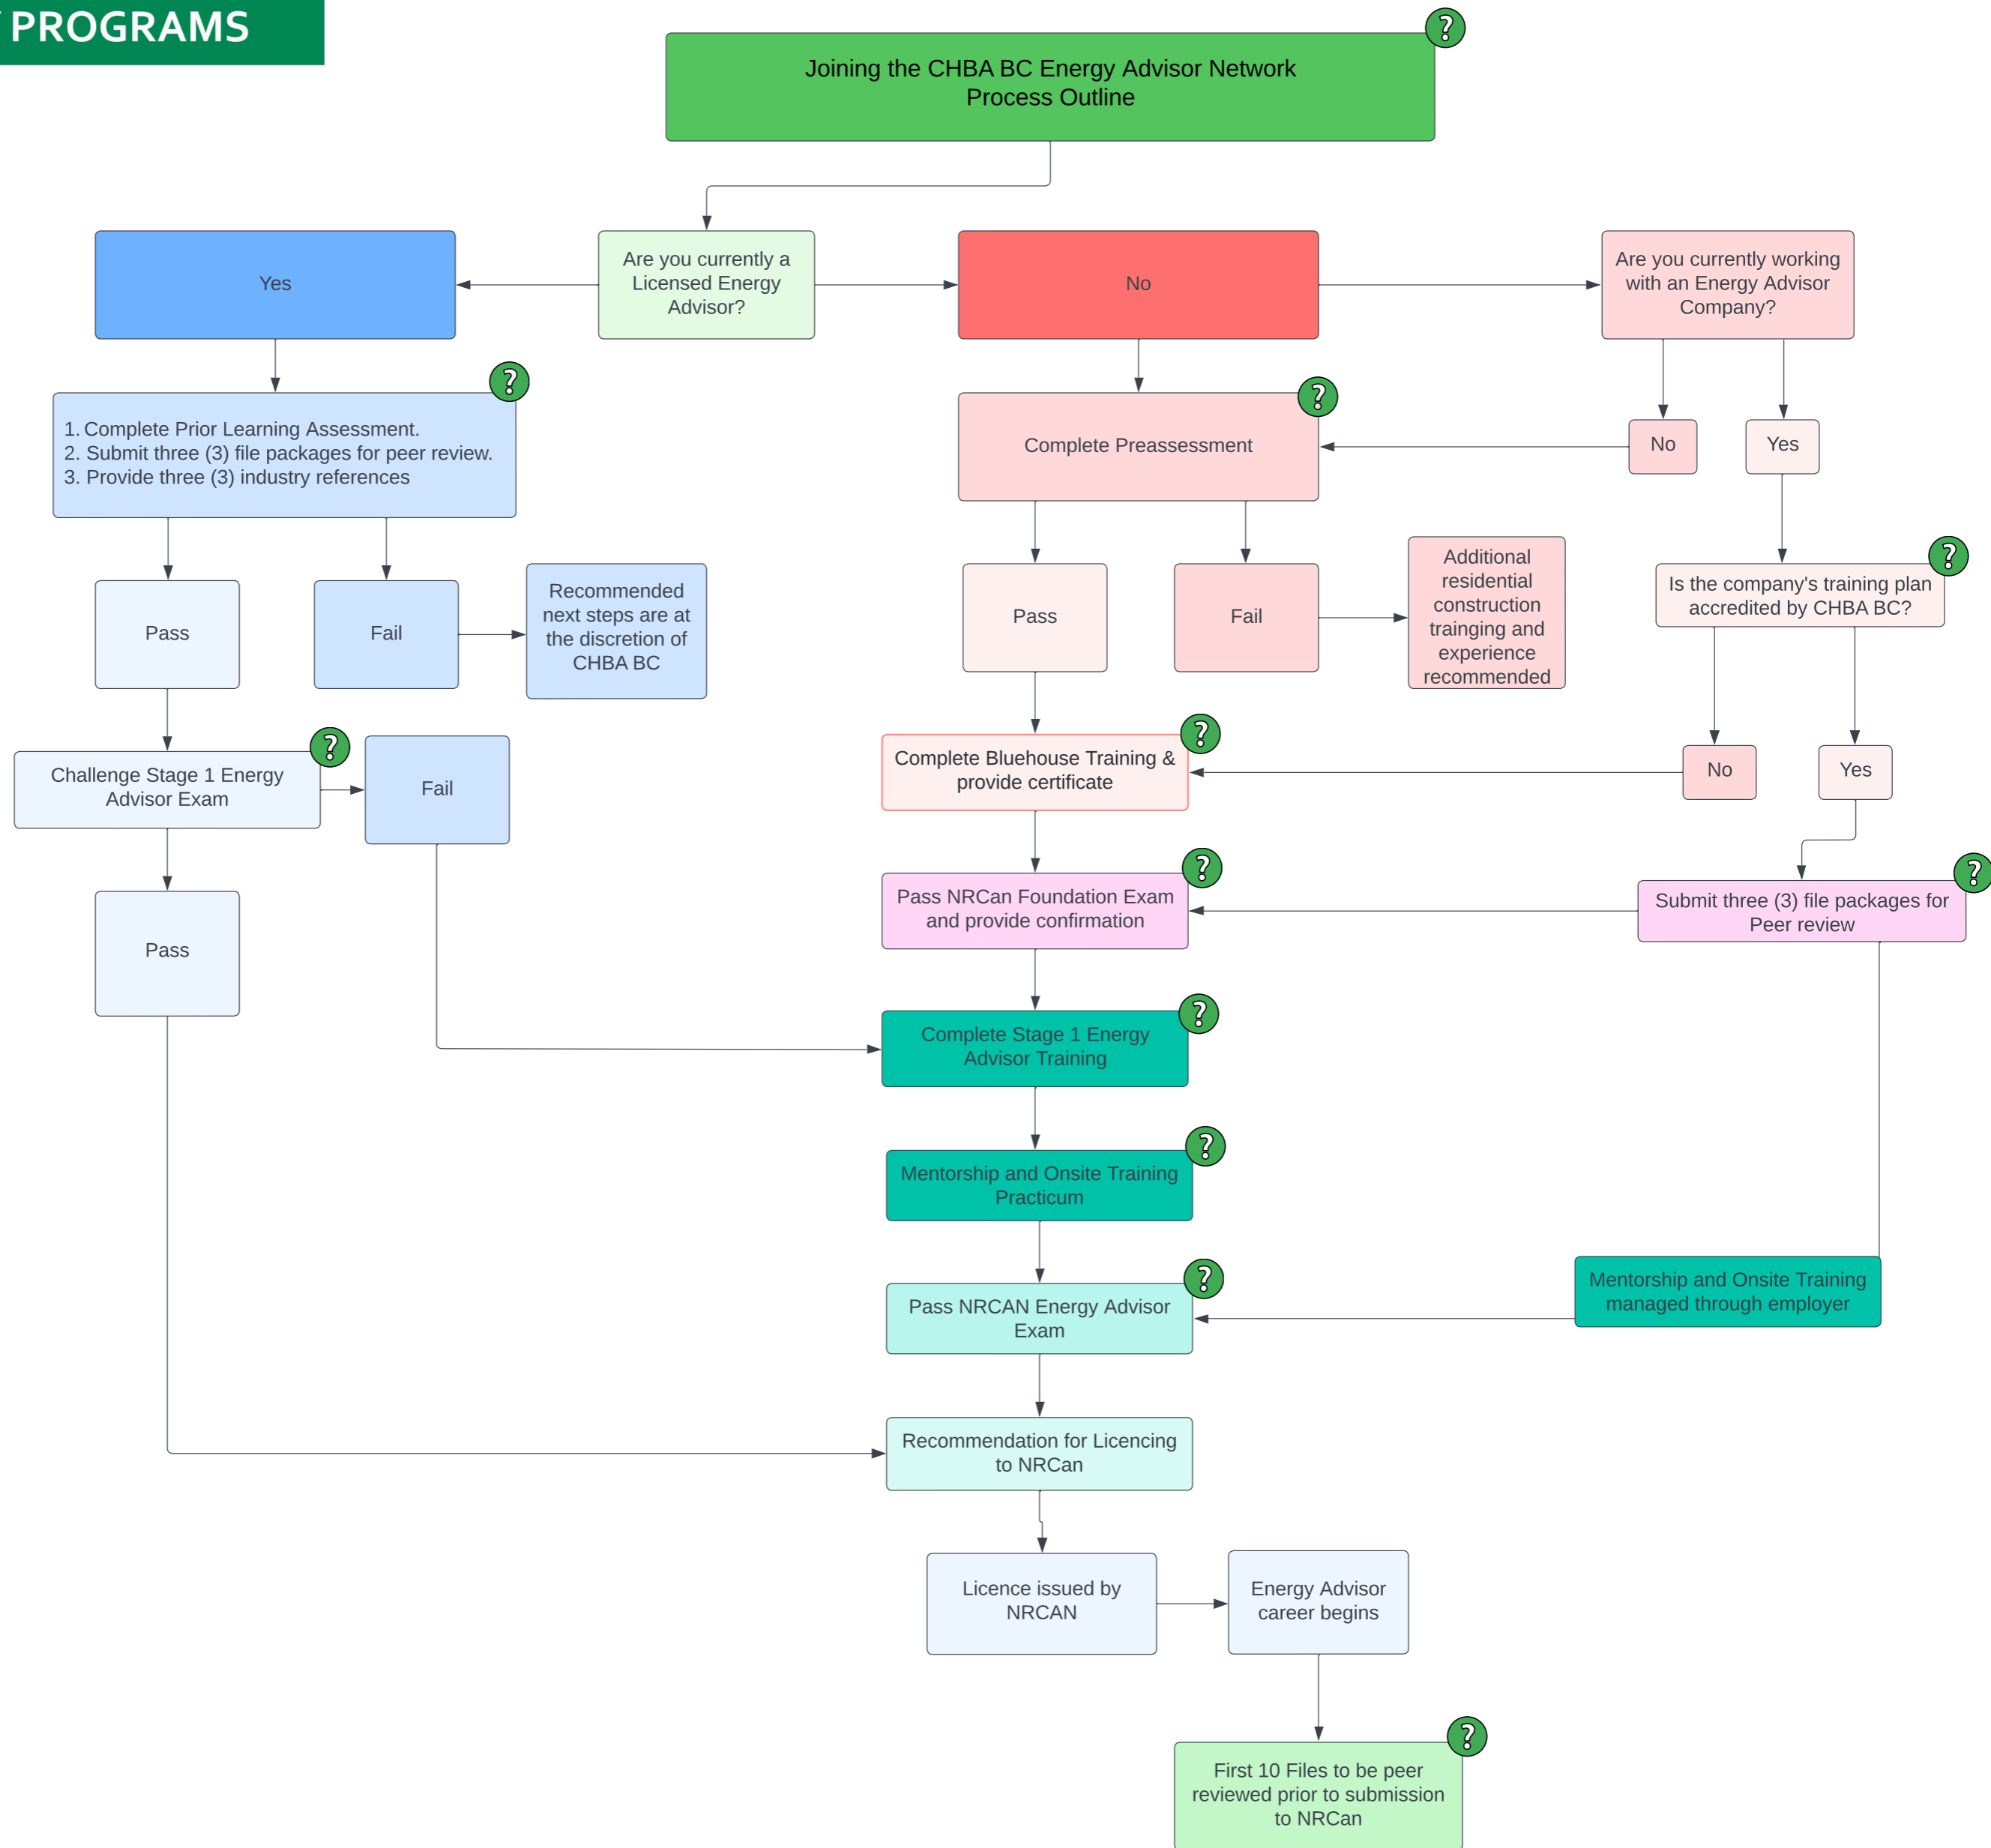 PROGRAMS
Joining the CHBA BC Energy Advisor Network
Process Outline
Yes
Are you currently a
Licensed Energy
Advisor?
No
Are you currently working
with an Energy Advisor
Company?
1. Complete Prior Learning Assessment.
2. Submit three (3) file packages for peer review.
3. Provide three (3) industry references
Complete Preassessment
No
Yes
Pass
Fail
Recommended
next steps are at
the discretion of
CHBA BC
Pass
Fail
Additional
residential
construction
trainging and
experience
recommended
Is the company's training plan
accredited by CHBA BC?
Challenge Stage 1 Energy
Advisor Exam
Fail
Complete Bluehouse Training &
provide certificate
No
Yes
Pass
Pass NRCan Foundation Exam
and provide confirmation
Submit three (3) file packages for
Peer review
Complete Stage 1 Energy
Advisor Training
Mentorship and Onsite Training
Practicum
Pass NRCAN Energy Advisor
Exam
Mentorship and Onsite Training
managed through employer
Recommendation for Licencing
to NRCan
Licence issued by
NRCAN
Energy Advisor
career begins
First 10 Files to be peer
reviewed prior to submission
to NRCan